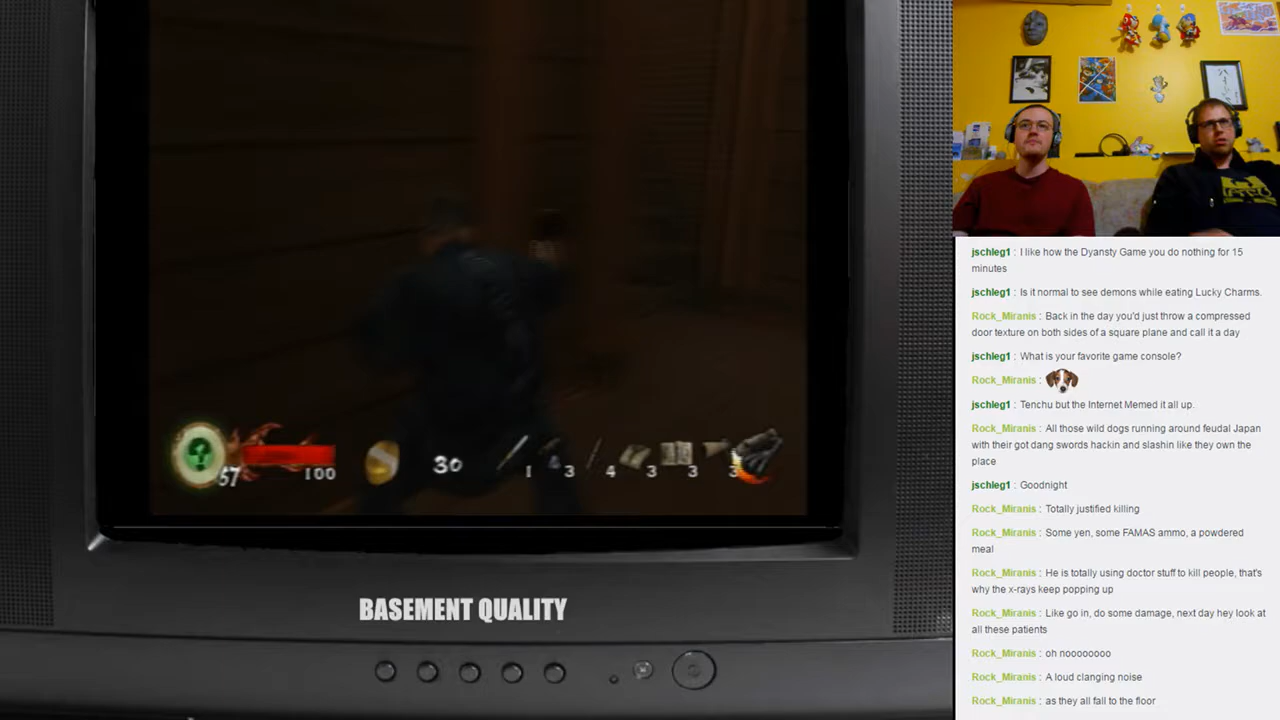 57
100
30
1
3
4
3
3
3
BASEMENT QUALITY
jschleg1 : I like how the Dyansty Game you do nothing for 15
minutes
jschleg1 : Is it normal to see demons while eating Lucky Charms.
Rock_Miranis : Back in the day you'd just throw a compressed
door texture on both sides of a square plane and call it a day
jschleg1 : What is your favorite game console?
Rock_Miranis :
jschleg1 : Tenchu but the Internet Memed it all up.
Rock_Miranis : All those wild dogs running around feudal Japan
with their got dang swords hackin and slashin like they own the
place
jschleg1 : Goodnight
Rock_Miranis : Totally justified killing
Rock_Miranis : Some yen, some FAMAS ammo, a powdered
meal
Rock_Miranis : He is totally using doctor stuff to kill people, that's
why the x-rays keep popping up
Rock_Miranis : Like go in, do some damage, next day hey look at
all these patients
Rock_Miranis : oh noooooooo
Rock_Miranis : A loud clanging noise
Rock_Miranis : as they all fall to the floor